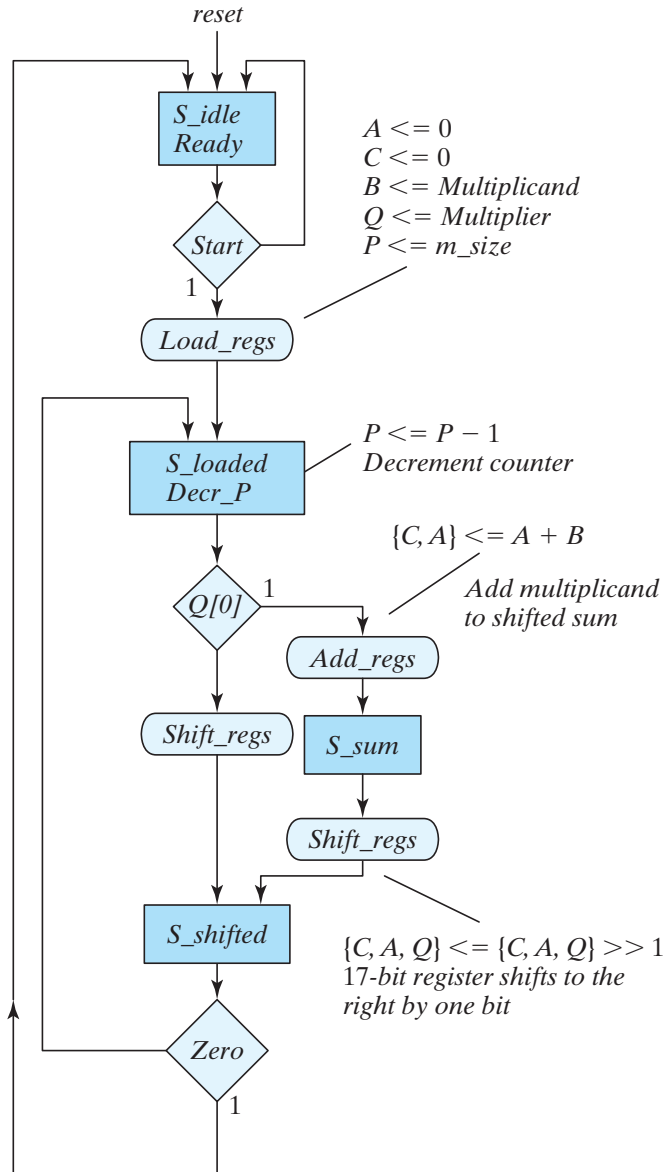 reset
S_idle
Ready
A <= 0
C <= 0
B <= Multiplicand
Q <= Multiplier
P <= m_size
Start
1
Load_regs
S_loaded
Decr_P
P <= P − 1
Decrement counter
{C, A} <= A + B
Add multiplicand
to shifted sum
Q[0]
1
Add_regs
Shift_regs
S_sum
Shift_regs
S_shifted
{C, A, Q} <= {C, A, Q} >> 1
17-bit register shifts to the
right by one bit
Zero
1